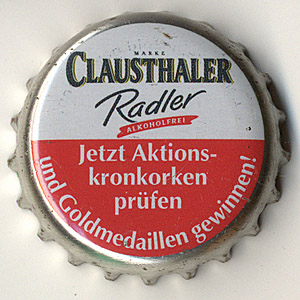 MARKE
CLAUSTHALER
Radler
ALKOHOLFREI
Jetzt Aktions-
kronkorken
prüfen
und Goldmedaillen gewinnen!